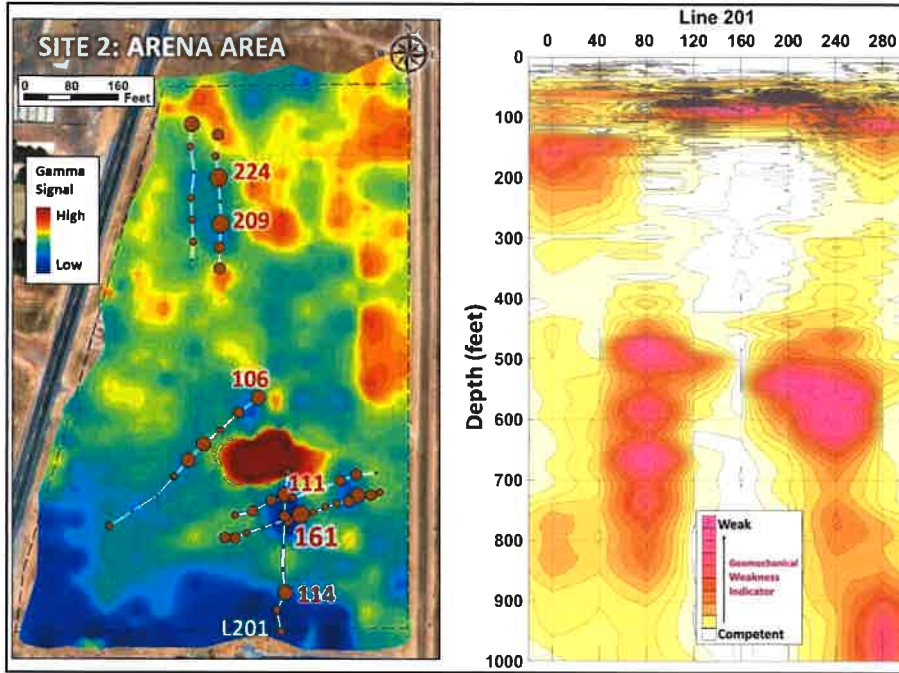 SITE 2: ARENA AREA
0 80 160
Feet
Gamma
Signal
High
Low
224
209
106
111
161
114
L201
Line 201
0 40 80 120 160 200 240 280
Depth (feet)
0
100
200
300
400
500
600
700
800
900
1000
Weak
Geomechanical
Weakness
Indicator
Competent